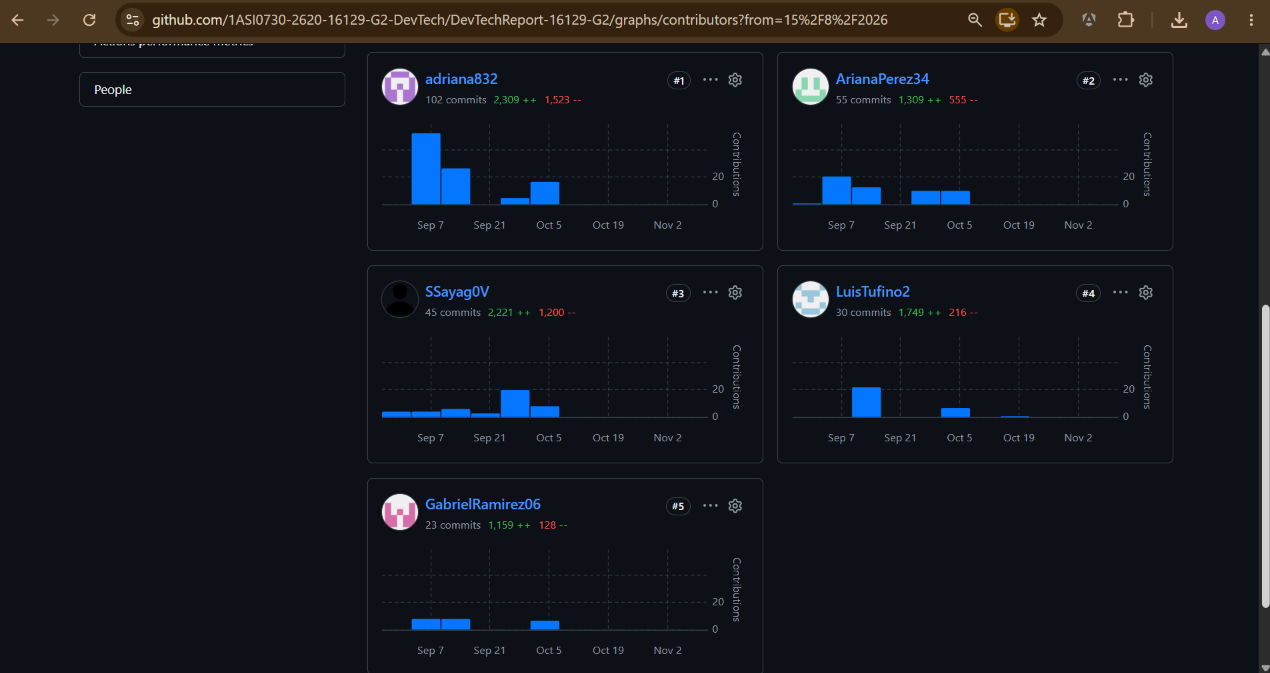 github.com/1ASI0730-2620-16129-G2-DevTech/DevTechReport-16129-G2/graphs/contributors?from=15%2F8%2F2026
A
Actions performance metrics
People
adriana832
#1
102 commits 2,309 ++ 1,523 --
Contributions
20
0
Sep 7 Sep 21 Oct 5 Oct 19 Nov 2
ArianaPerez34
#2
55 commits 1,309 ++ 555 --
Contributions
20
0
Sep 7 Sep 21 Oct 5 Oct 19 Nov 2
SSayag0V
#3
45 commits 2,221 ++ 1,200 --
Contributions
20
0
Sep 7 Sep 21 Oct 5 Oct 19 Nov 2
LuisTufino2
#4
30 commits 1,749 ++ 216 --
Contributions
20
0
Sep 7 Sep 21 Oct 5 Oct 19 Nov 2
GabrielRamirez06
#5
23 commits 1,159 ++ 128 --
Contributions
20
0
Sep 7 Sep 21 Oct 5 Oct 19 Nov 2